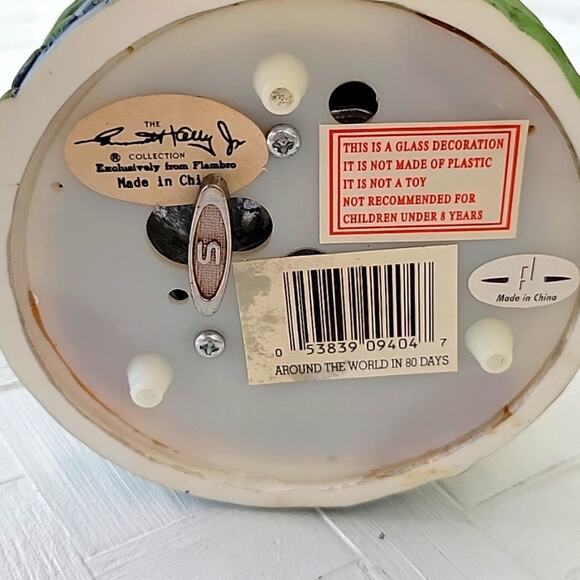 THE
Emmett Kelly Jr
® COLLECTION
Exclusively from Flambro
Made in China
THIS IS A GLASS DECORATION
IT IS NOT MADE OF PLASTIC
IT IS NOT A TOY
NOT RECOMMENDED FOR
CHILDREN UNDER 8 YEARS
S
0 53839 09404 7
AROUND THE WORLD IN 80 DAYS
FI
Made in China